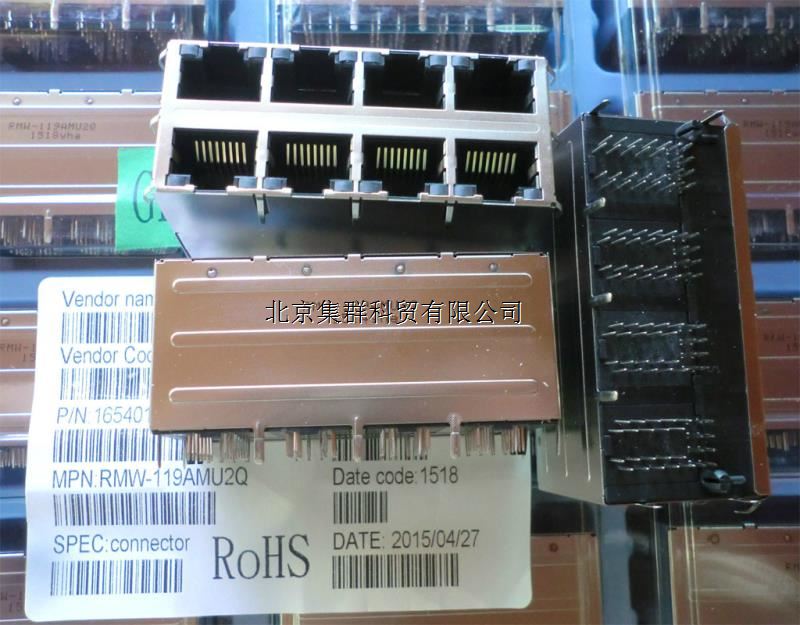 RMW-119AMU2Q
1518
G
北京集群科贸有限公司
Vendor nam
Vendor Cod
P/N:165401
MPN:RMW-119AMU2Q
Date code:1518
SPEC:connector
RoHS
DATE: 2015/04/27